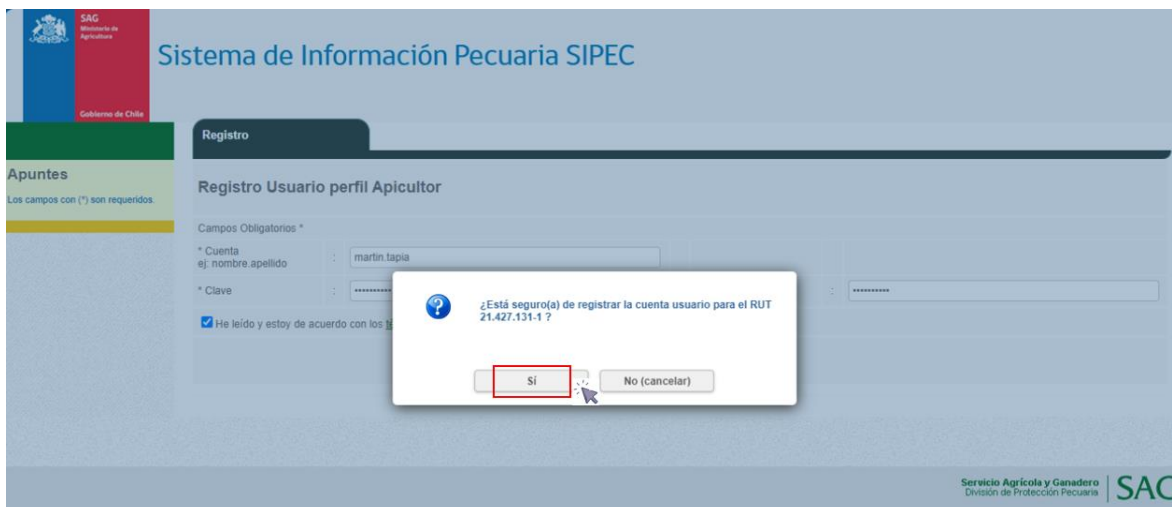 SAG
Ministerio de
Agricultura
Gobierno de Chile
Sistema de Información Pecuaria SIPEC
Registro
Apuntes
Los campos con (*) son requeridos.
Registro Usuario perfil Apicultor
Campos Obligatorios *
* Cuenta
ej: nombre.apellido
:
martin.tapia
* Clave
:
:
He leído y estoy de acuerdo con los
¿Está seguro(a) de registrar la cuenta usuario para el RUT
21.427.131-1 ?
Sí
No (cancelar)
Servicio Agrícola y Ganadero
División de Protección Pecuaria
SAG